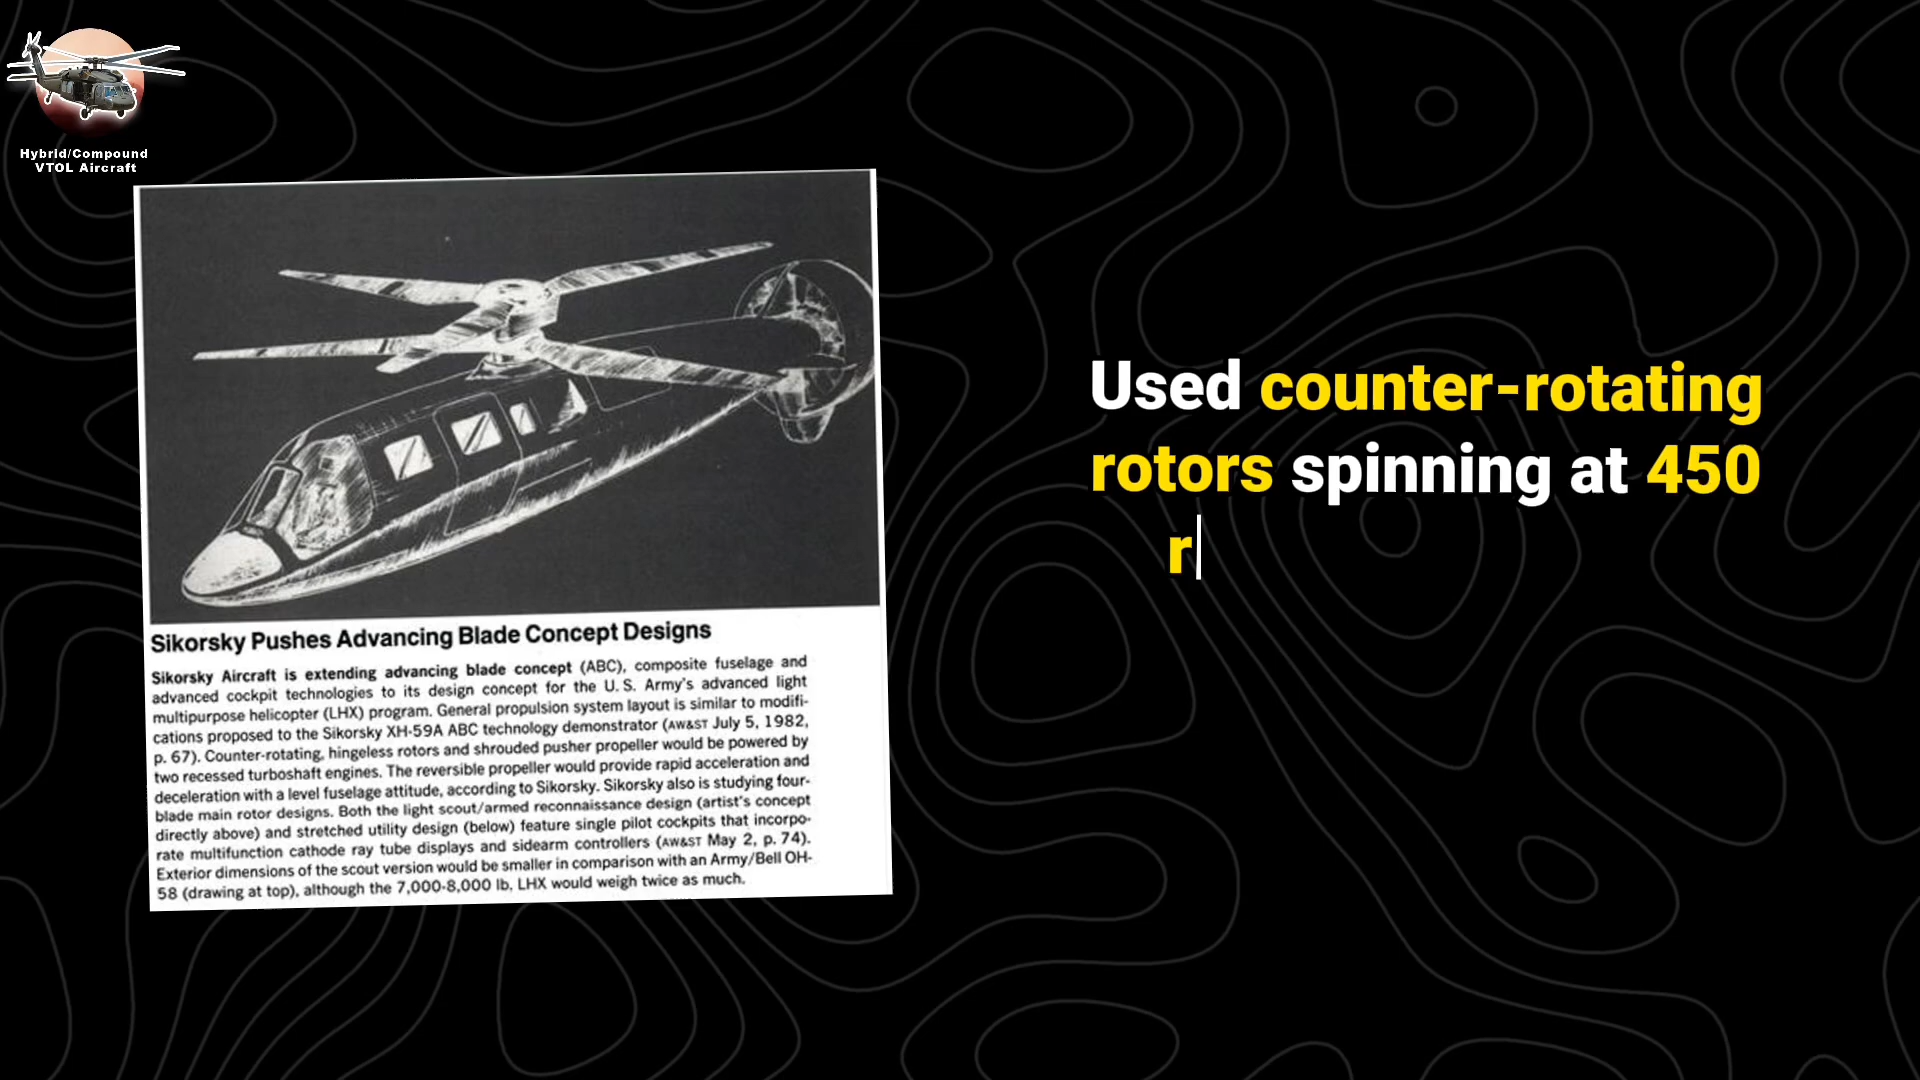 Hybrid/Compound
VTOL Aircraft
Used counter-rotating
rotors spinning at 450
r
Sikorsky Pushes Advancing Blade Concept Designs
Sikorsky Aircraft is extending advancing blade concept (ABC), composite fuselage and
advanced cockpit technologies to its design concept for the U. S. Army's advanced light
multipurpose helicopter (LHX) program. General propulsion system layout is similar to modifi-
cations proposed to the Sikorsky XH-59A ABC technology demonstrator (AW&ST July 5, 1982,
p. 67). Counter-rotating, hingeless rotors and shrouded pusher propeller would be powered by
two recessed turboshaft engines. The reversible propeller would provide rapid acceleration and
deceleration with a level fuselage attitude, according to Sikorsky. Sikorsky also is studying four-
blade main rotor designs. Both the light scout/armed reconnaissance design (artist's concept
directly above) and stretched utility design (below) feature single pilot cockpits that incorpo-
rate multifunction cathode ray tube displays and sidearm controllers (AW&ST May 2, p. 74).
Exterior dimensions of the scout version would be smaller in comparison with an Army/Bell OH-
58 (drawing at top), although the 7,000-8,000 lb. LHX would weigh twice as much.